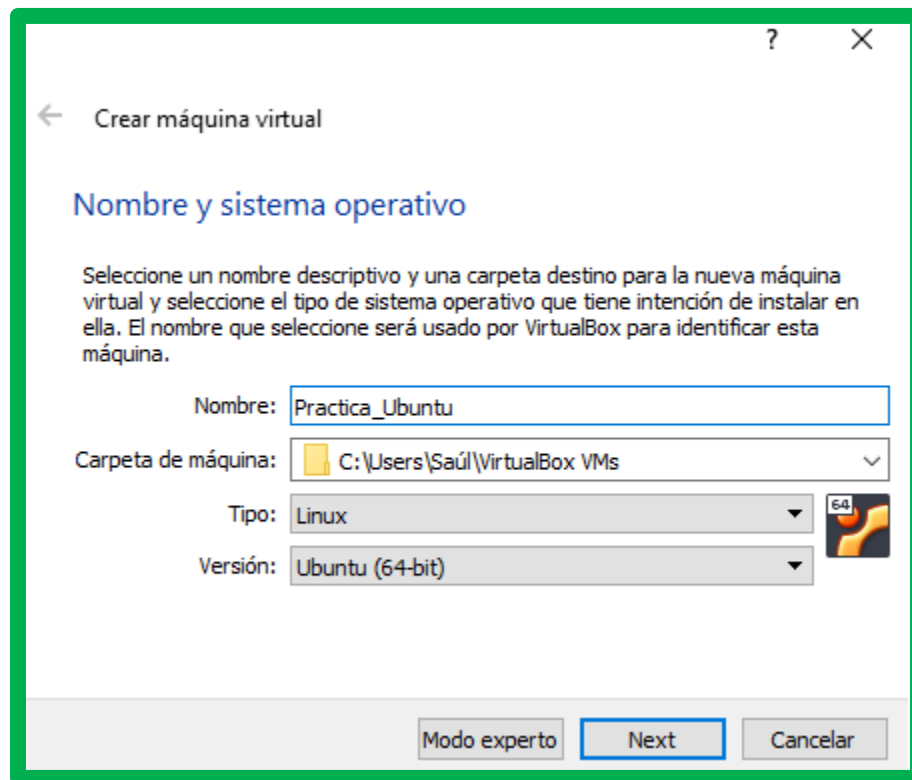 ?
Crear máquina virtual
Nombre y sistema operativo
Seleccione un nombre descriptivo y una carpeta destino para la nueva máquina
virtual y seleccione el tipo de sistema operativo que tiene intención de instalar en
ella. El nombre que seleccione será usado por VirtualBox para identificar esta
máquina.
Nombre: Practica_Ubuntu
Carpeta de máquina: C:\Users\Saúl\VirtualBox VMs
Tipo: Linux
64
Versión: Ubuntu (64-bit)
Modo experto Next Cancelar